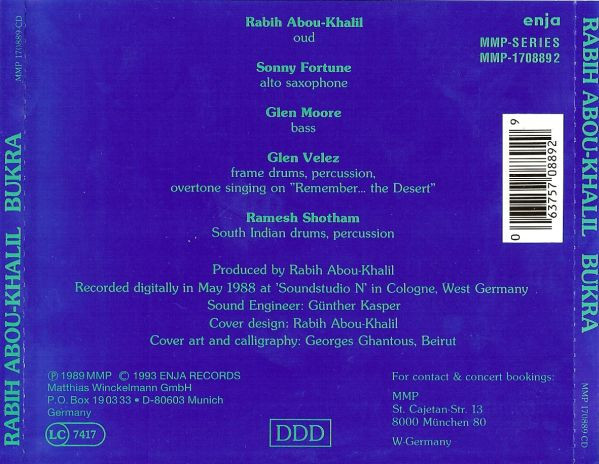 MMP 170889 CD
RABIH ABOU-KHALIL BUKRA
Rabih Abou-Khalil
oud
Sonny Fortune
alto saxophone
Glen Moore
bass
Glen Velez
frame drums, percussion,
overtone singing on "Remember... the Desert"
Ramesh Shotham
South Indian drums, percussion
Produced by Rabih Abou-Khalil
Recorded digitally in May 1988 at 'Soundstudio N' in Cologne, West Germany
Sound Engineer: Günther Kasper
Cover design: Rabih Abou-Khalil
Cover art and calligraphy: Georges Ghantous, Beirut
enja
MMP-SERIES
MMP-1708892
0 63757 08892 9
Ⓟ 1989 MMP © 1993 ENJA RECORDS
Matthias Winckelmann GmbH
P.O. Box 190333 • D-80603 Munich
Germany
LC 7417
DDD
For contact & concert bookings:
MMP
St. Cajetan-Str. 13
8000 München 80
W-Germany
RABIH ABOU-KHALIL BUKRA
MMP 170889 CD